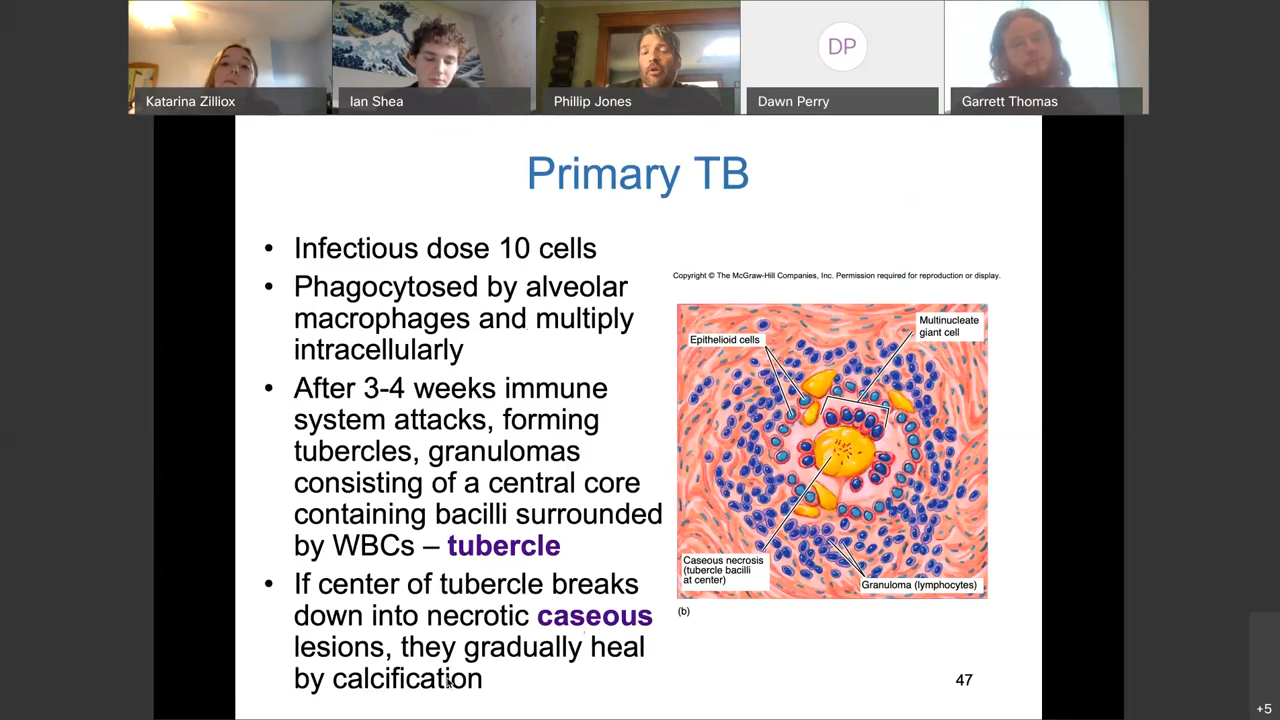 Katarina Zilliox
Ian Shea
Phillip Jones
DP
Dawn Perry
Garrett Thomas
Primary TB
• Infectious dose 10 cells
• Phagocytosed by alveolar
macrophages and multiply
intracellularly
• After 3-4 weeks immune
system attacks, forming
tubercles, granulomas
consisting of a central core
containing bacilli surrounded
by WBCs – tubercle
• If center of tubercle breaks
down into necrotic caseous
lesions, they gradually heal
by calcification
Copyright © The McGraw-Hill Companies, Inc. Permission required for reproduction or display.
Multinucleate
giant cell
Epithelioid cells
Caseous necrosis
(tubercle bacilli
at center)
Granuloma (lymphocytes)
(b)
47
+5